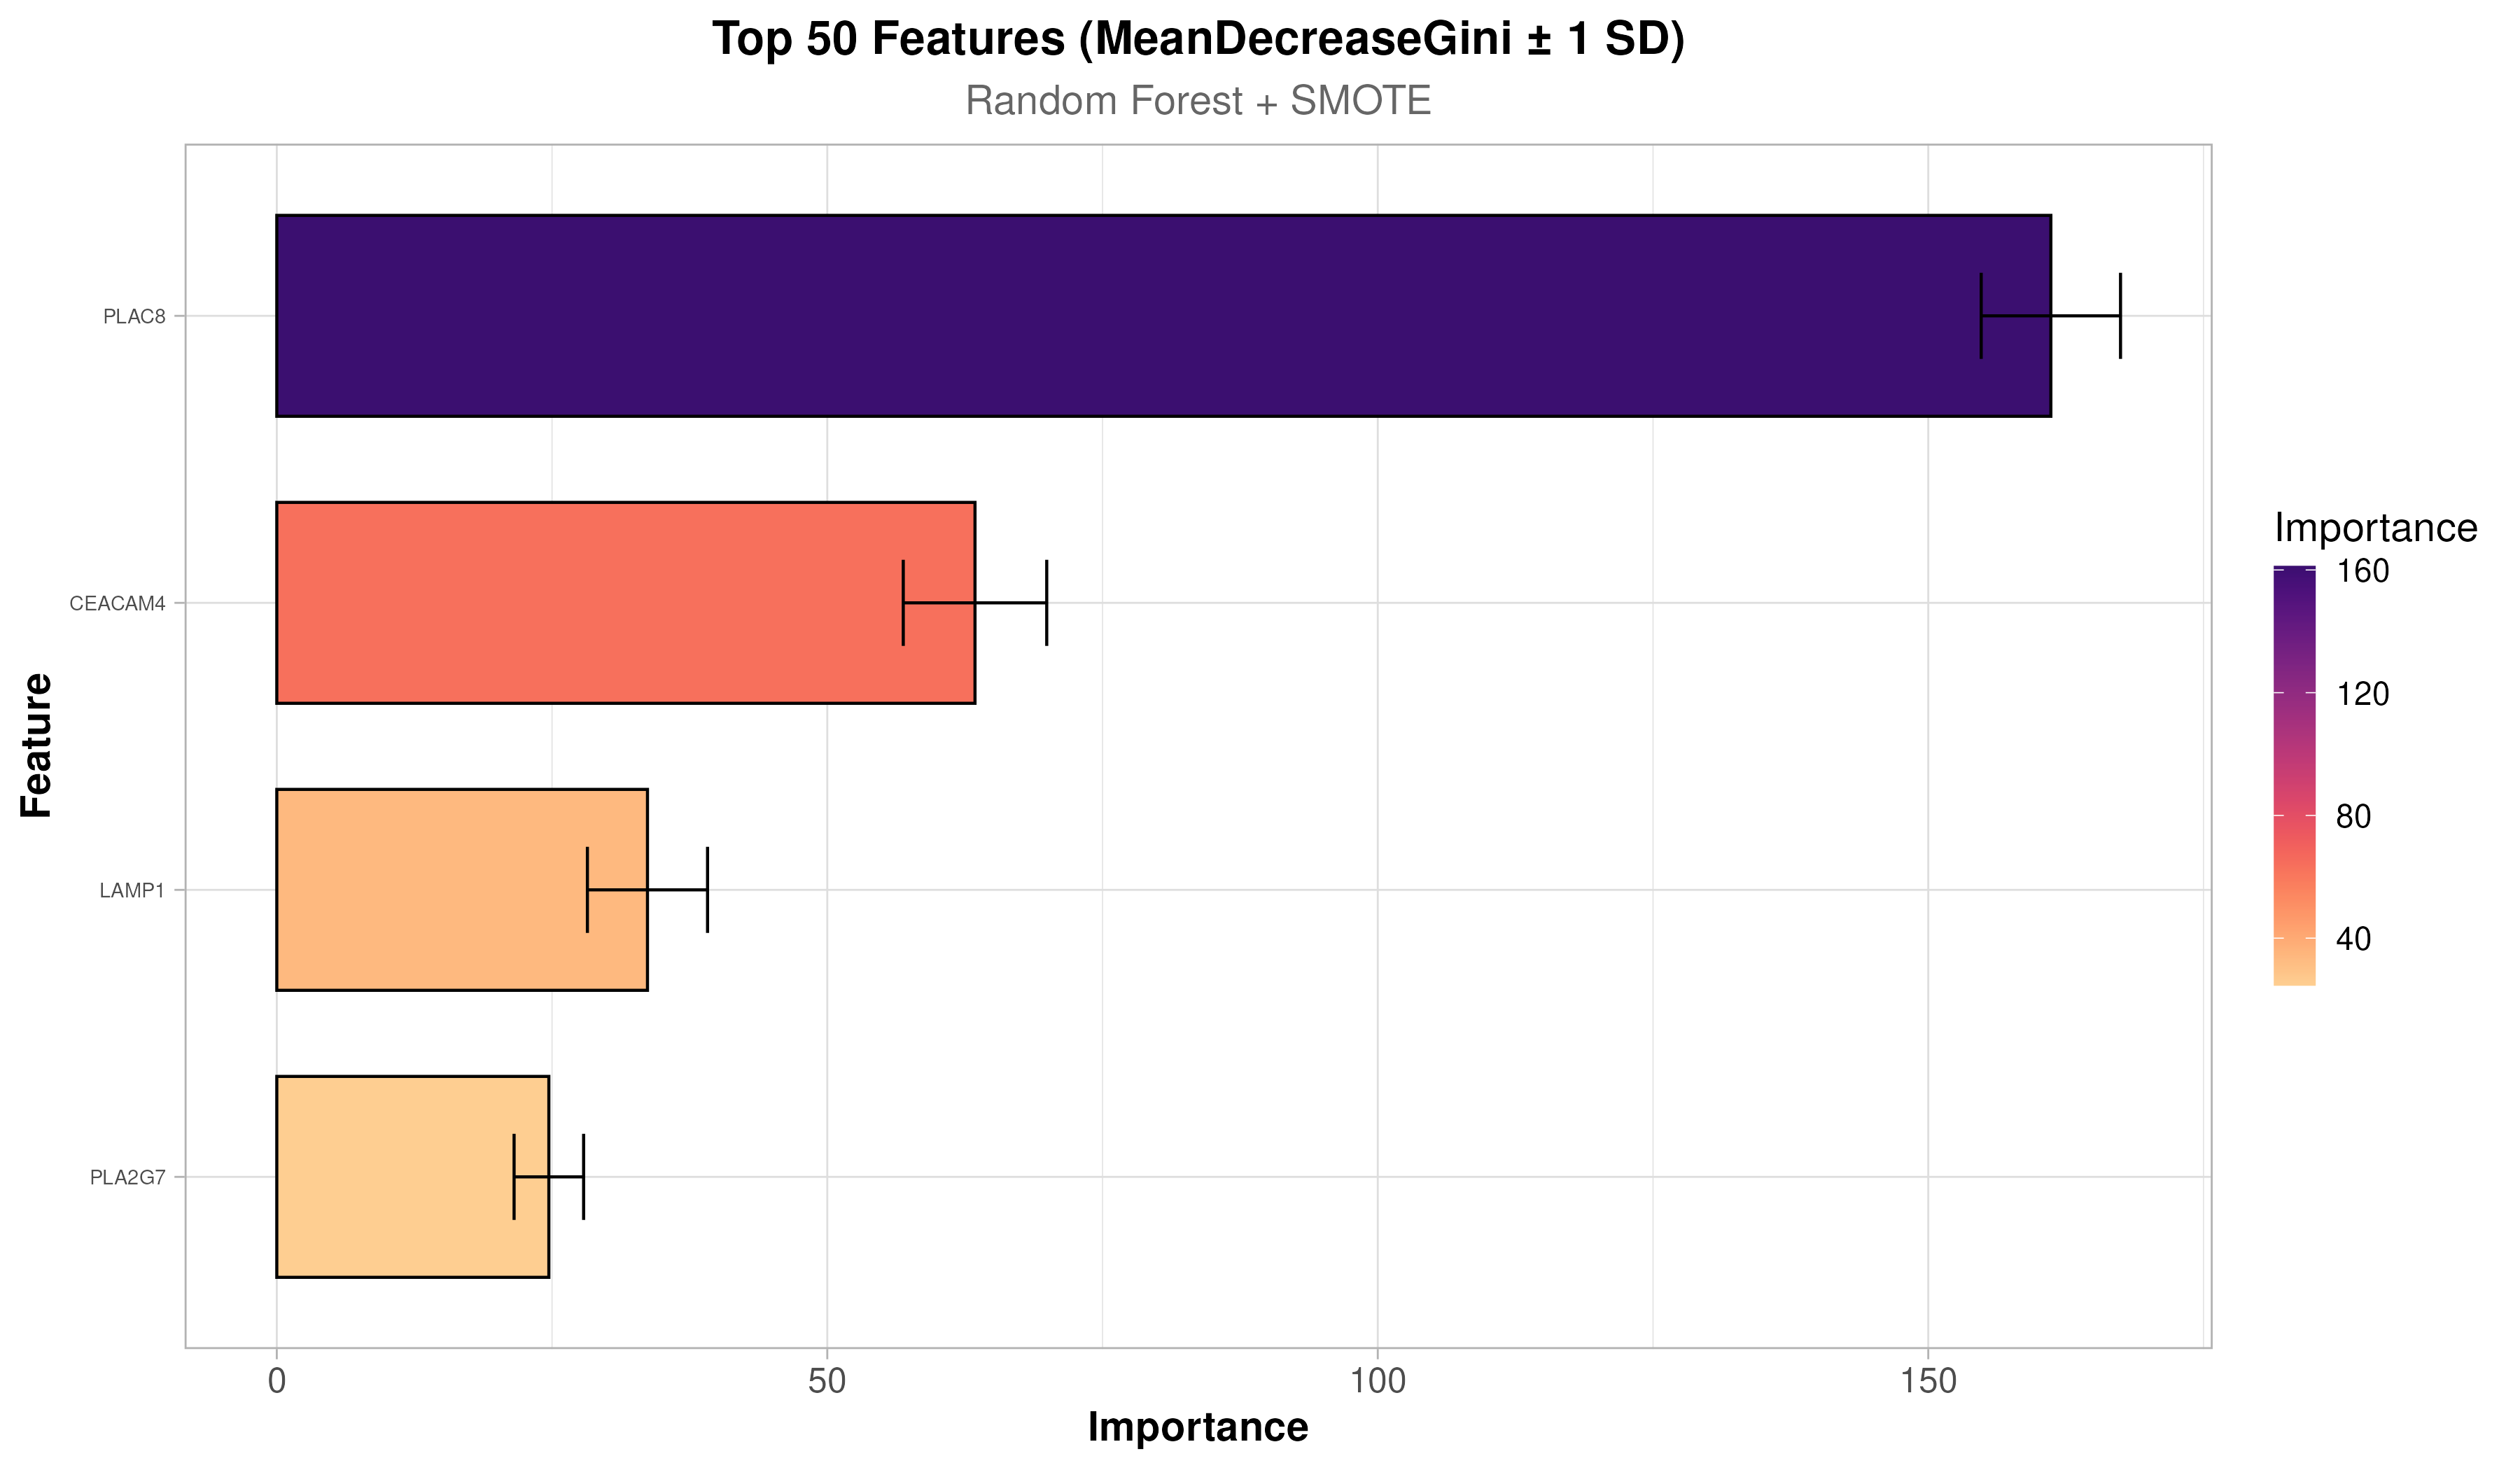 Top 50 Features (MeanDecreaseGini ± 1 SD)
Random Forest + SMOTE
Feature
PLAC8
CEACAM4
LAMP1
PLA2G7
0 50 100 150
Importance
Importance
160
120
80
40